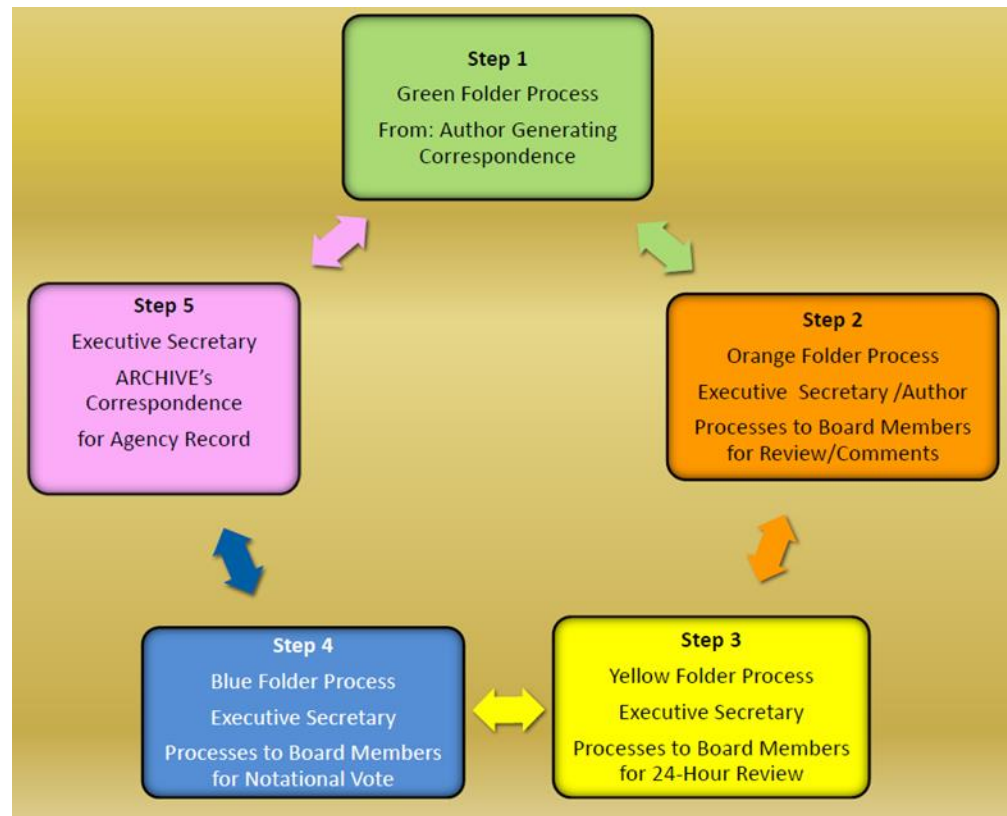 Step 1
Green Folder Process
From: Author Generating
Correspondence
Step 2
Orange Folder Process
Executive Secretary /Author
Processes to Board Members
for Review/Comments
Step 3
Yellow Folder Process
Executive Secretary
Processes to Board Members
for 24-Hour Review
Step 4
Blue Folder Process
Executive Secretary
Processes to Board Members
for Notational Vote
Step 5
Executive Secretary
ARCHIVE’s
Correspondence
for Agency Record